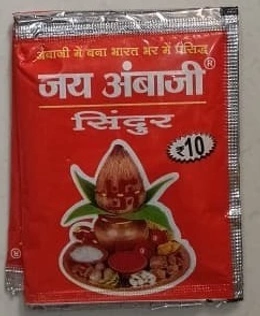 अंबाजी में बना भारत भर में प्रसिद्ध
जय अंबाजी®
सिंदुर
₹10
®